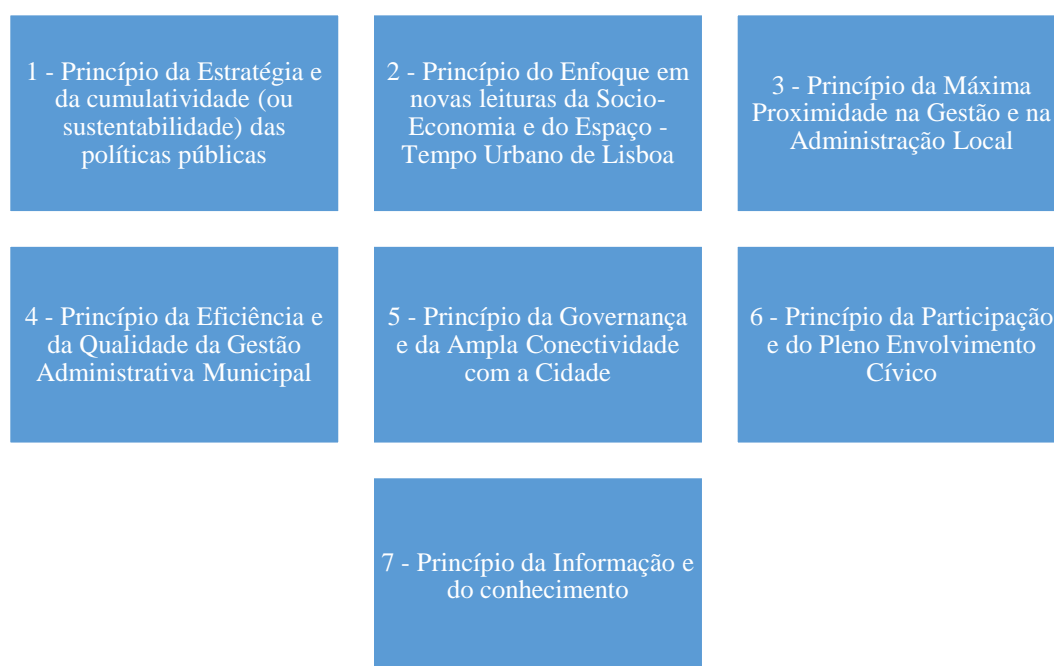 1 - Princípio da Estratégia e
da cumulatividade (ou
sustentabilidade) das
políticas públicas
2 - Princípio do Enfoque em
novas leituras da Socio-
Economia e do Espaço -
Tempo Urbano de Lisboa
3 - Princípio da Máxima
Proximidade na Gestão e na
Administração Local
4 - Princípio da Eficiência e
da Qualidade da Gestão
Administrativa Municipal
5 - Princípio da Governança
e da Ampla Conectividade
com a Cidade
6 - Princípio da Participação
e do Pleno Envolvimento
Cívico
7 - Princípio da Informação e
do conhecimento